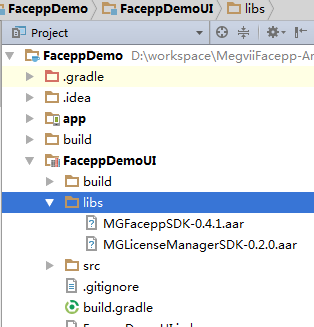 FaceppDemo FaceppDemoUI libs
Project
FaceppDemo D:\workspace\MegviiFacepp-An
.gradle
.idea
app
build
FaceppDemoUI
build
libs
MGFaceppSDK-0.4.1.aar
MGLicenseManagerSDK-0.2.0.aar
src
.gitignore
build.gradle